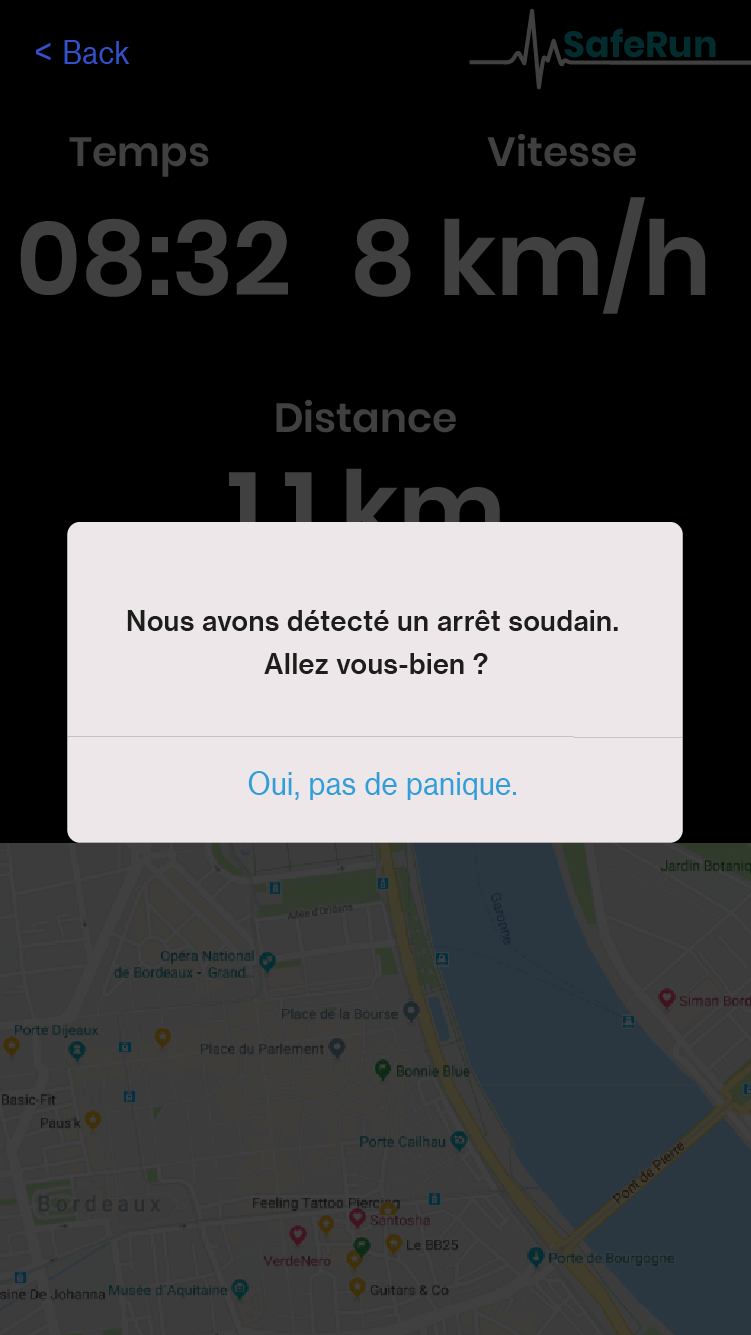 < Back
SafeRun
Temps
Vitesse
08:32
8 km/h
Distance
1.1 km
Nous avons détecté un arrêt soudain.
Allez vous-bien ?
Oui, pas de panique.
Jardin Botaniq
Allée d'Orléans
Garonne
Opéra National
de Bordeaux - Grand...
Siman Bord
Place de la Bourse
Porte Dijeaux
Place du Parlement
Bonnie Blue
Basic-Fit
Paus'k
Porte Cailhau
Pont de Pierre
Bordeaux
Feeling Tattoo Piercing
Santosha
Le BB25
VerdeNero
Porte de Bourgogne
sine De Johanna
Musée d'Aquitaine
Guitars & Co